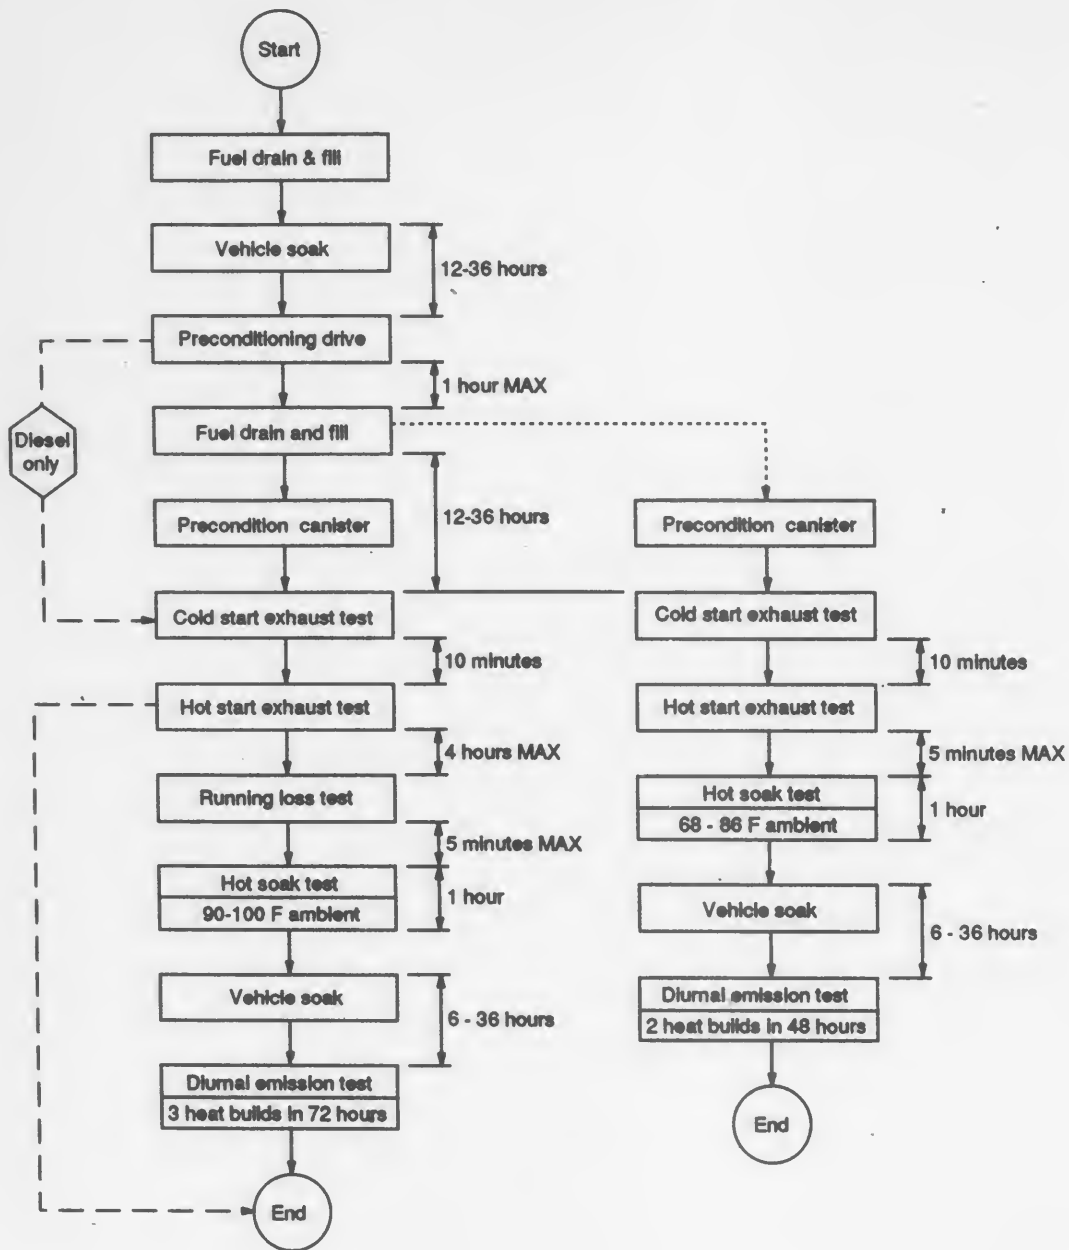 Start
Fuel drain & fill
Vehicle soak
12-36 hours
Preconditioning drive
1 hour MAX
Diesel
only
Fuel drain and fill
Precondition canister
12-36 hours
Cold start exhaust test
10 minutes
Hot start exhaust test
4 hours MAX
Running loss test
5 minutes MAX
Hot soak test
90-100 F ambient
1 hour
Vehicle soak
6 - 36 hours
Diurnal emission test
3 heat builds in 72 hours
End
Precondition canister
Cold start exhaust test
10 minutes
Hot start exhaust test
5 minutes MAX
Hot soak test
68 - 86 F ambient
1 hour
Vehicle soak
6 - 36 hours
Diurnal emission test
2 heat builds in 48 hours
End